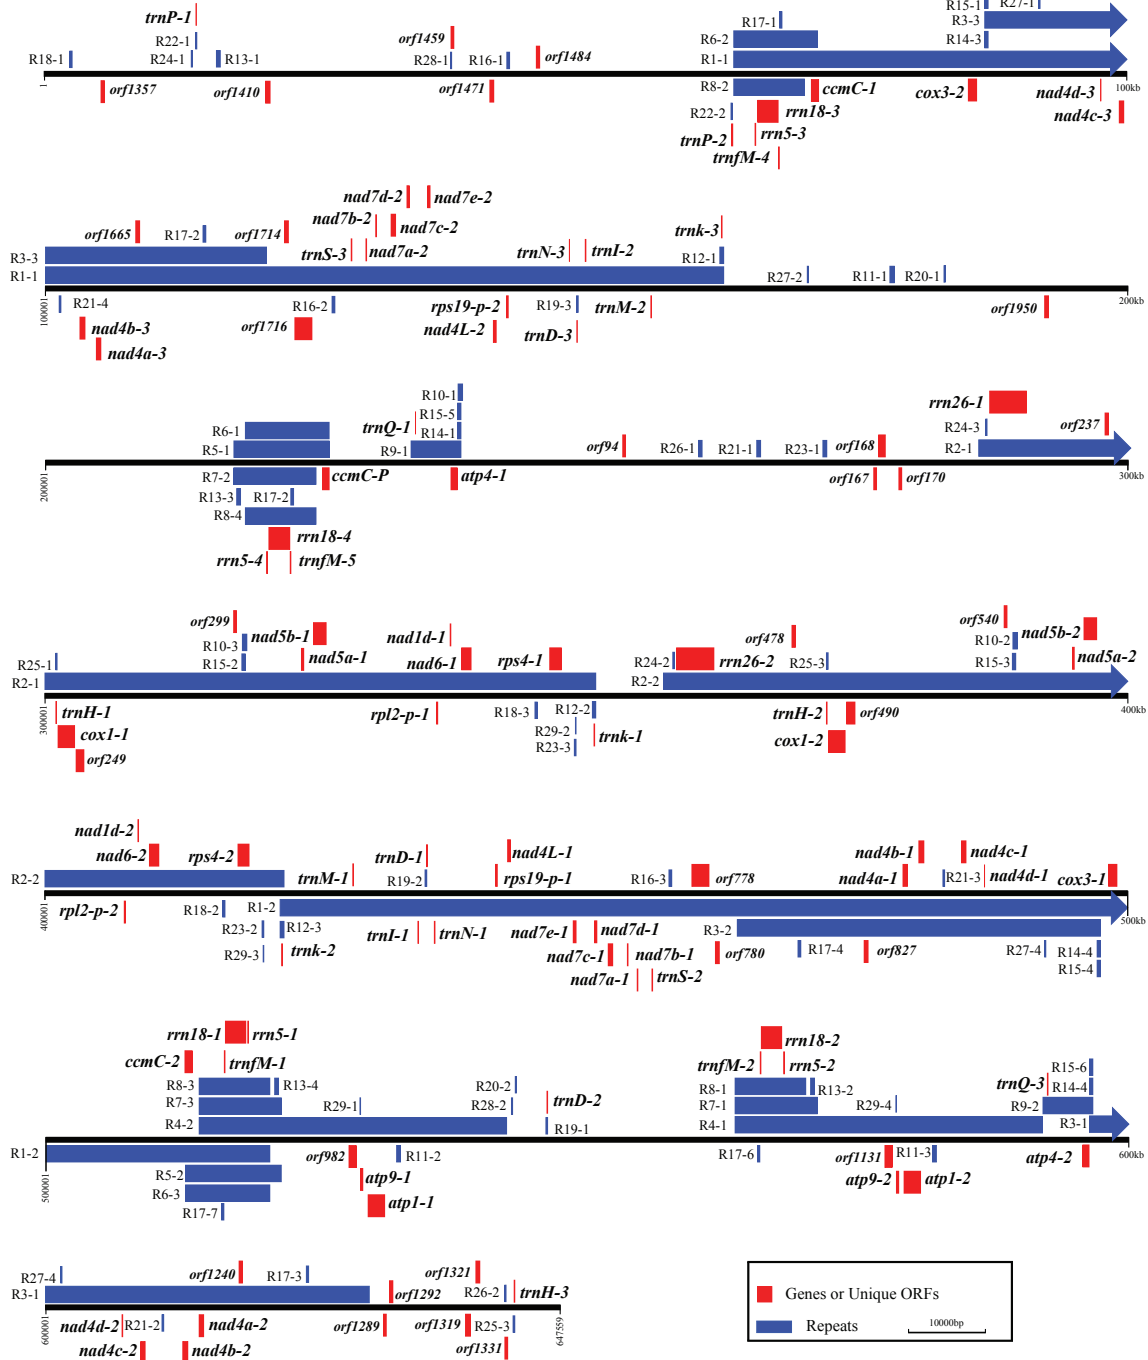 R15-1 R27-1
trnP-1 R17-1 R3-3
R22-1 orf1459 R6-2 R14-3
R18-1 R24-1 R13-1 R28-1 R16-1 orf1484 R1-1
1 100kb
orf1357 orf1410 orf1471 R8-2 ccmC-1 cox3-2 nad4d-3
R22-2 rrn18-3 nad4c-3
trnP-2 rrn5-3
trnfM-4
nad7d-2 nad7e-2
nad7b-2 nad7c-2 trnk-3
orf1665 R17-2 orf1714
R3-3 trnS-3 nad7a-2 trnN-3 trnI-2 R12-1
R1-1 R27-2 R11-1 R20-1
100001 200kb
R21-4 R16-2 rps19-p-2 R19-3 trnM-2 orf1950
nad4b-3 orf1716 nad4L-2 trnD-3
nad4a-3
R10-1 rrn26-1
R15-5
R6-1 trnQ-1 R14-1 R24-3 orf237
R5-1 R9-1 orf94 R26-1 R21-1 R23-1 orf168 R2-1
200001 300kb
R7-2 ccmC-P atp4-1 orf167 orf170
R13-3 R17-2
R8-4
rrn18-4
rrn5-4 trnfM-5
orf299 orf540
R10-3 nad5b-1 nad1d-1 orf478 R10-2 nad5b-2
R25-1 R15-2 nad5a-1 nad6-1 rps4-1 R24-2 rrn26-2 R25-3 R15-3 nad5a-2
R2-1 R2-2
300001 400kb
trnH-1 rpl2-p-1 R18-3 R12-2 trnH-2 orf490
cox1-1 R29-2 trnk-1 cox1-2
orf249 R23-3
nad1d-2
nad6-2 rps4-2 trnD-1 nad4L-1 nad4b-1 nad4c-1
R2-2 trnM-1 R19-2 rps19-p-1 R16-3 orf778 nad4a-1 R21-3 nad4d-1 cox3-1
400001 500kb
rpl2-p-2 R18-2 R1-2
R23-2 R12-3 trnI-1 trnN-1 nad7e-1 nad7d-1 R3-2
R29-3 trnk-2 nad7c-1 nad7b-1 orf780 R17-4 orf827 R27-4 R14-4
nad7a-1 trnS-2 R15-4
rrn18-1 rrn5-1 rrn18-2
ccmC-2 trnfM-1 trnfM-2 rrn5-2 R15-6
R8-3 R13-4 R20-2 R8-1 R13-2 trnQ-3 R14-4
R7-3 R29-1 R28-2 trnD-2 R7-1 R29-4 R9-2
R4-2 R19-1 R4-1 R3-1
500001 600kb
R1-2 orf982 R11-2 R17-6 orf1131 R11-3 atp4-2
R5-2 atp9-1 atp9-2 atp1-2
R6-3 atp1-1
R17-7
R27-4 orf1240 R17-3 orf1321
R3-1 orf1292 R26-2 trnH-3
600001 647559
nad4d-2 R21-2 nad4a-2 orf1289 orf1319 R25-3
nad4c-2 nad4b-2 orf1331
Genes or Unique ORFs
Repeats 10000bp